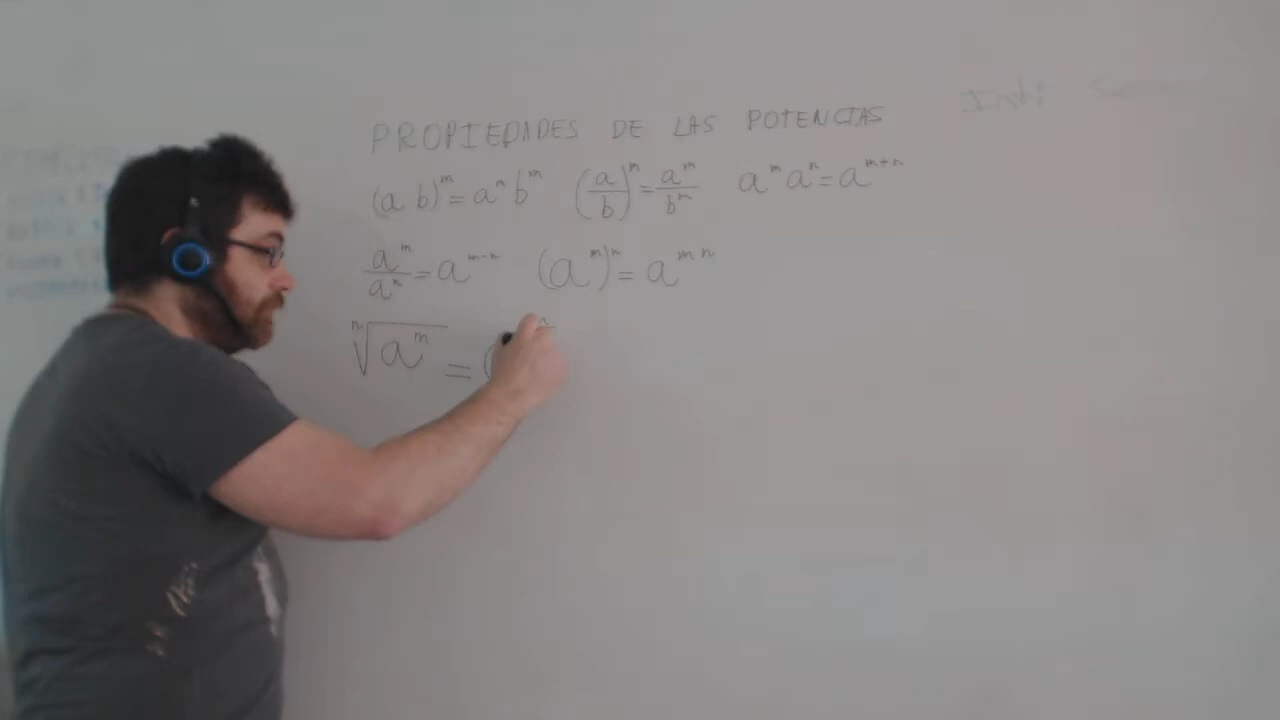 PROPIEDADES DE LAS POTENCIAS
(a b)^m = a^m b^m (a/b)^m = a^m/b^m a^m a^n = a^{m+n}
a^m/a^n = a^{m-n} (a^m)^n = a^{m n}
ⁿ√a^m =